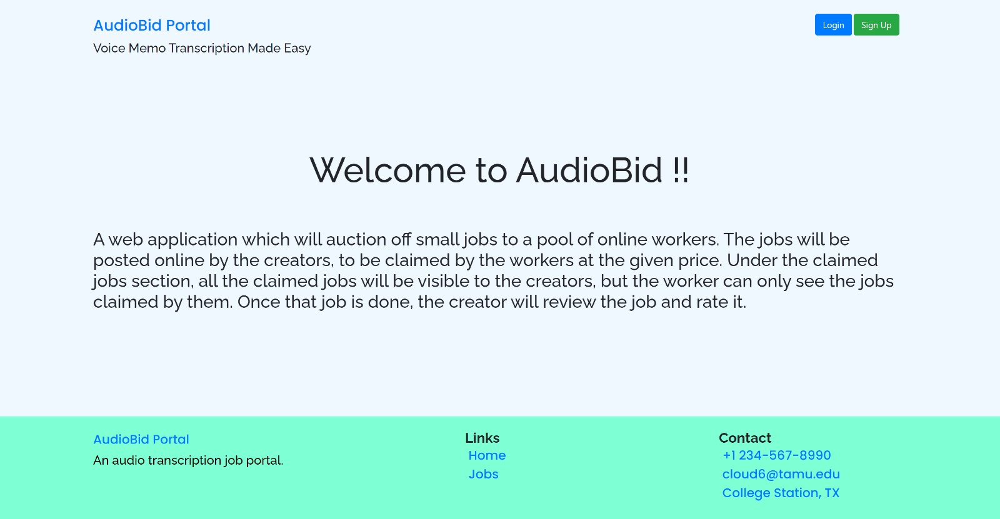 AudioBid Portal
Voice Memo Transcription Made Easy
Login
Sign Up
Welcome to AudioBid !!
A web application which will auction off small jobs to a pool of online workers. The jobs will be
posted online by the creators, to be claimed by the workers at the given price. Under the claimed
jobs section, all the claimed jobs will be visible to the creators, but the worker can only see the jobs
claimed by them. Once that job is done, the creator will review the job and rate it.
AudioBid Portal
An audio transcription job portal.
Links
Home
Jobs
Contact
+1 234-567-8990
cloud6@tamu.edu
College Station, TX